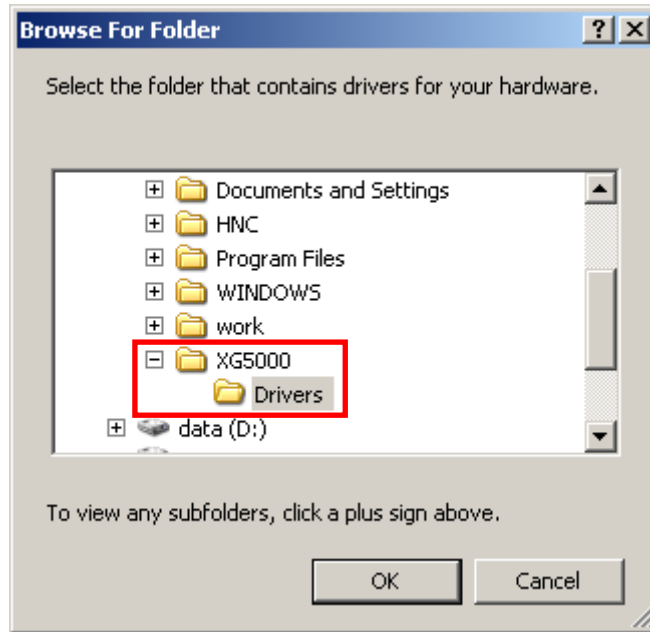 Browse For Folder
Select the folder that contains drivers for your hardware.
Documents and Settings
HNC
Program Files
WINDOWS
work
XG5000
Drivers
data (D:)
To view any subfolders, click a plus sign above.
OK Cancel